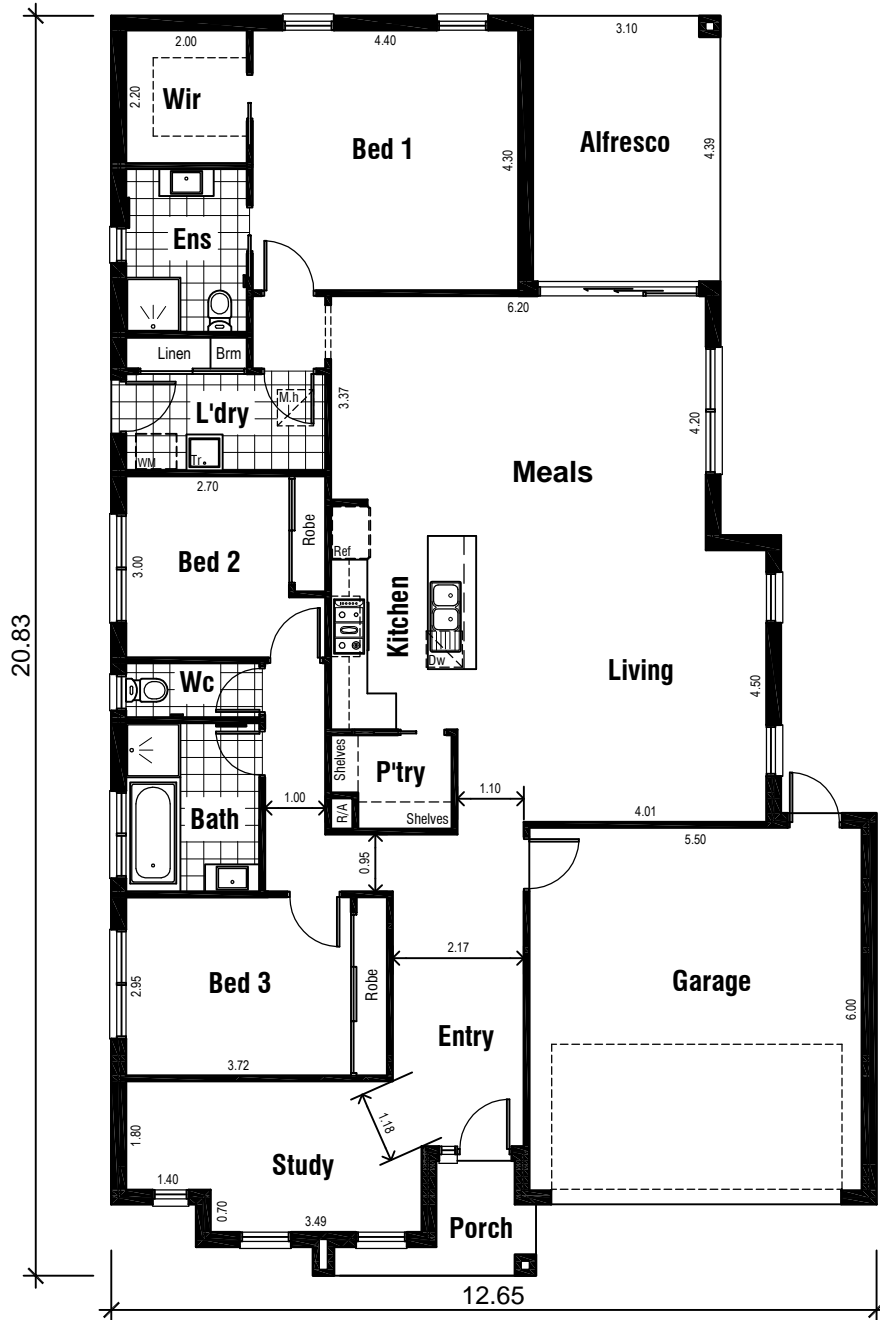 2.00
4.40
3.10
2.20
Wir
Bed 1
Alfresco
4.30
4.39
Ens
6.20
Linen
Brm
3.37
M.h
L'dry
4.20
WM
Tr.
Meals
2.70
Robe
3.00
Bed 2
Ref
Kitchen
Dw
20.83
Wc
Living
4.50
Shelves
P'try
R/A
Shelves
1.10
1.00
Bath
4.01
5.50
0.95
2.17
2.95
Bed 3
Robe
Garage
6.00
Entry
3.72
1.18
1.80
Study
1.40
0.70
3.49
Porch
12.65